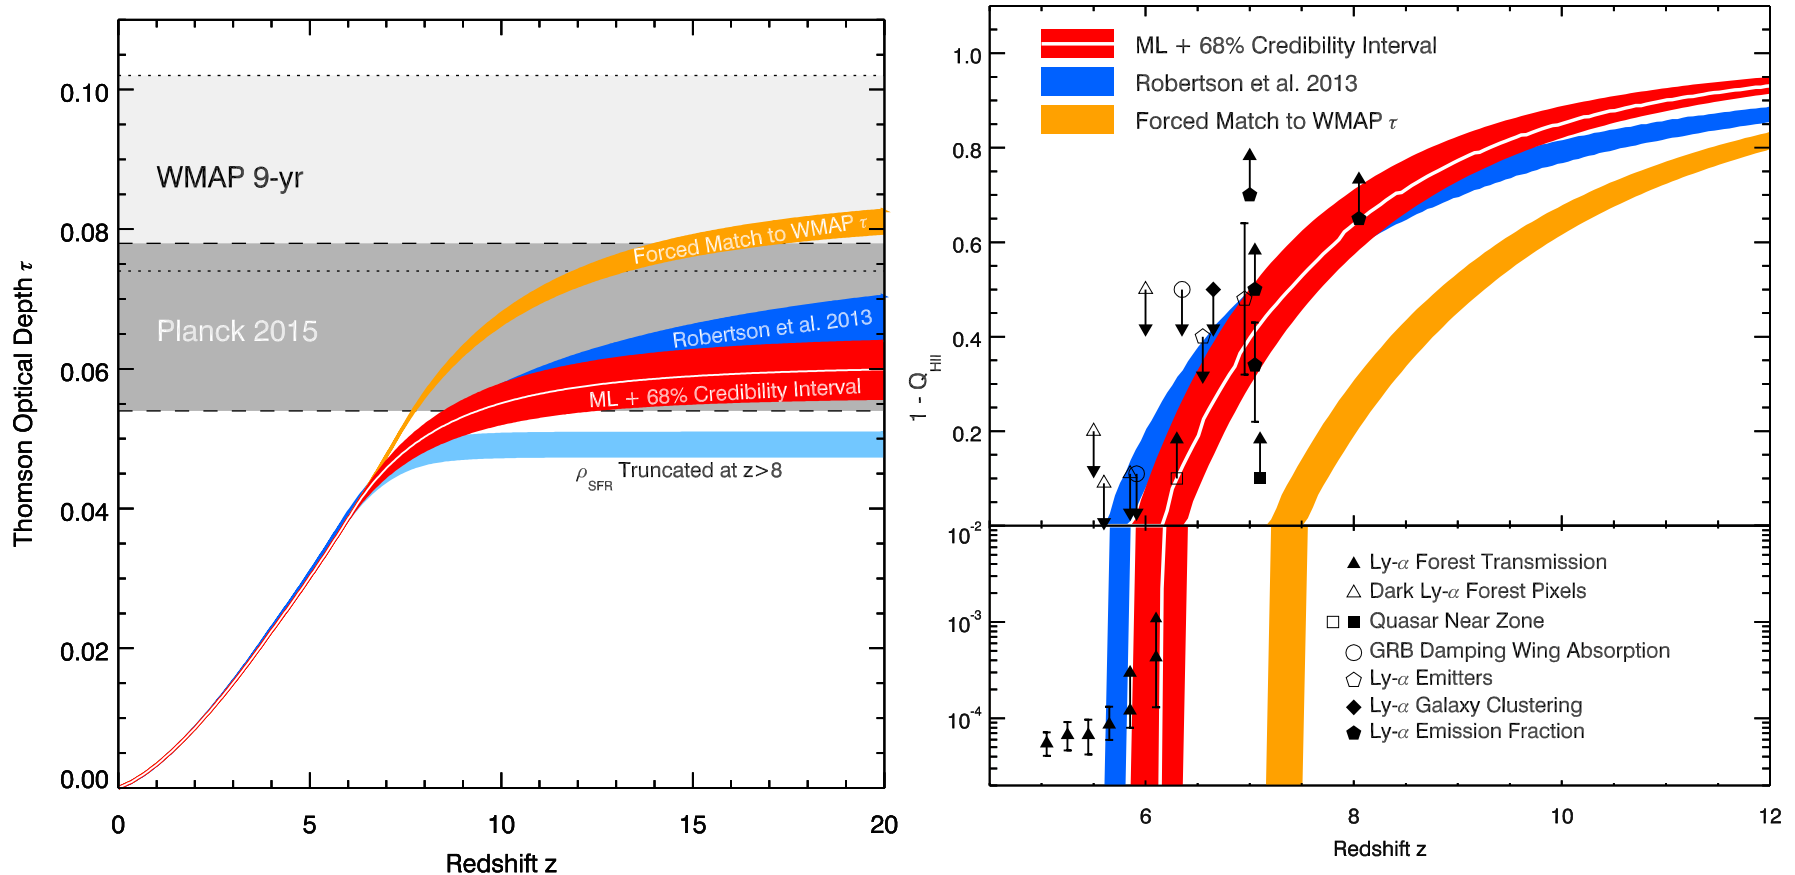 Thomson Optical Depth τ
0.10
0.08
0.06
0.04
0.02
0.00
WMAP 9-yr
Planck 2015
Forced Match to WMAP τ
Robertson et al. 2013
ML + 68% Credibility Interval
ρSFR Truncated at z>8
0
5
10
15
20
Redshift z
1 - QHII
1.0
0.8
0.6
0.4
0.2
10-2
10-3
10-4
ML + 68% Credibility Interval
Robertson et al. 2013
Forced Match to WMAP τ
Ly-α Forest Transmission
Dark Ly-α Forest Pixels
Quasar Near Zone
GRB Damping Wing Absorption
Ly-α Emitters
Ly-α Galaxy Clustering
Ly-α Emission Fraction
6
8
10
12
Redshift z